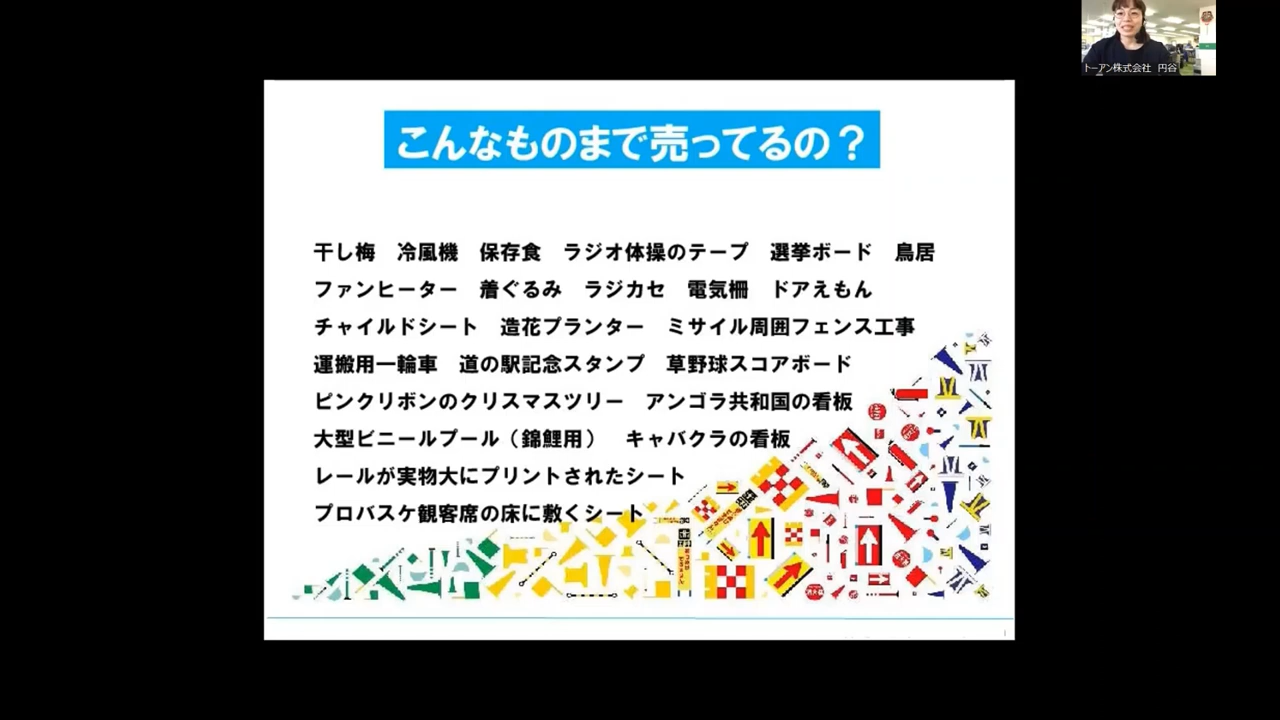 トーアン株式会社 円谷
こんなものまで売ってるの？
干し梅　冷風機　保存食　ラジオ体操のテープ　選挙ボード　鳥居
ファンヒーター　着ぐるみ　ラジカセ　電気柵　ドアえもん
チャイルドシート　造花プランター　ミサイル周囲フェンス工事
運搬用一輪車　道の駅記念スタンプ　草野球スコアボード
ピンクリボンのクリスマスツリー　アンゴラ共和国の看板
大型ビニールプール（錦鯉用）　キャバクラの看板
レールが実物大にプリントされたシート
プロバスケ観客席の床に敷くシート